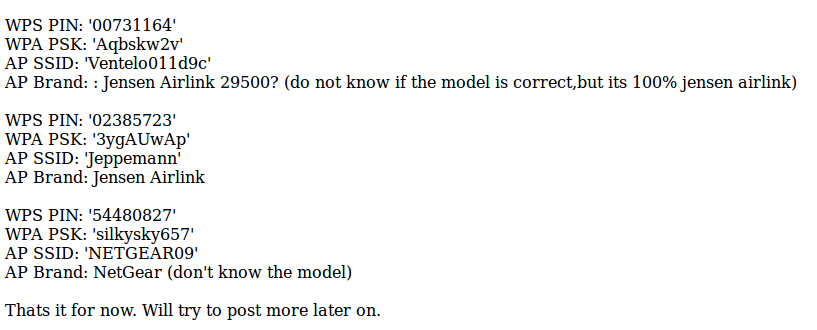 WPS PIN: '00731164'
WPA PSK: 'Aqbskw2v'
AP SSID: 'Ventelo011d9c'
AP Brand: : Jensen Airlink 29500? (do not know if the model is correct,but its 100% jensen airlink)
WPS PIN: '02385723'
WPA PSK: '3ygAUwAp'
AP SSID: 'Jeppemann'
AP Brand: Jensen Airlink
WPS PIN: '54480827'
WPA PSK: 'silkysky657'
AP SSID: 'NETGEAR09'
AP Brand: NetGear (don't know the model)
Thats it for now. Will try to post more later on.